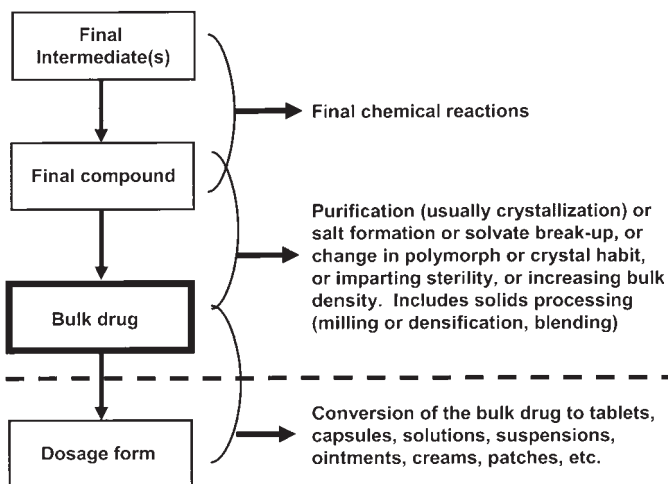 Final
Intermediate(s)
Final chemical reactions
Final compound
Purification (usually crystallization) or
salt formation or solvate break-up, or
change in polymorph or crystal habit,
or imparting sterility, or increasing bulk
density. Includes solids processing
(milling or densification, blending)
Bulk drug
Conversion of the bulk drug to tablets,
capsules, solutions, suspensions,
ointments, creams, patches, etc.
Dosage form